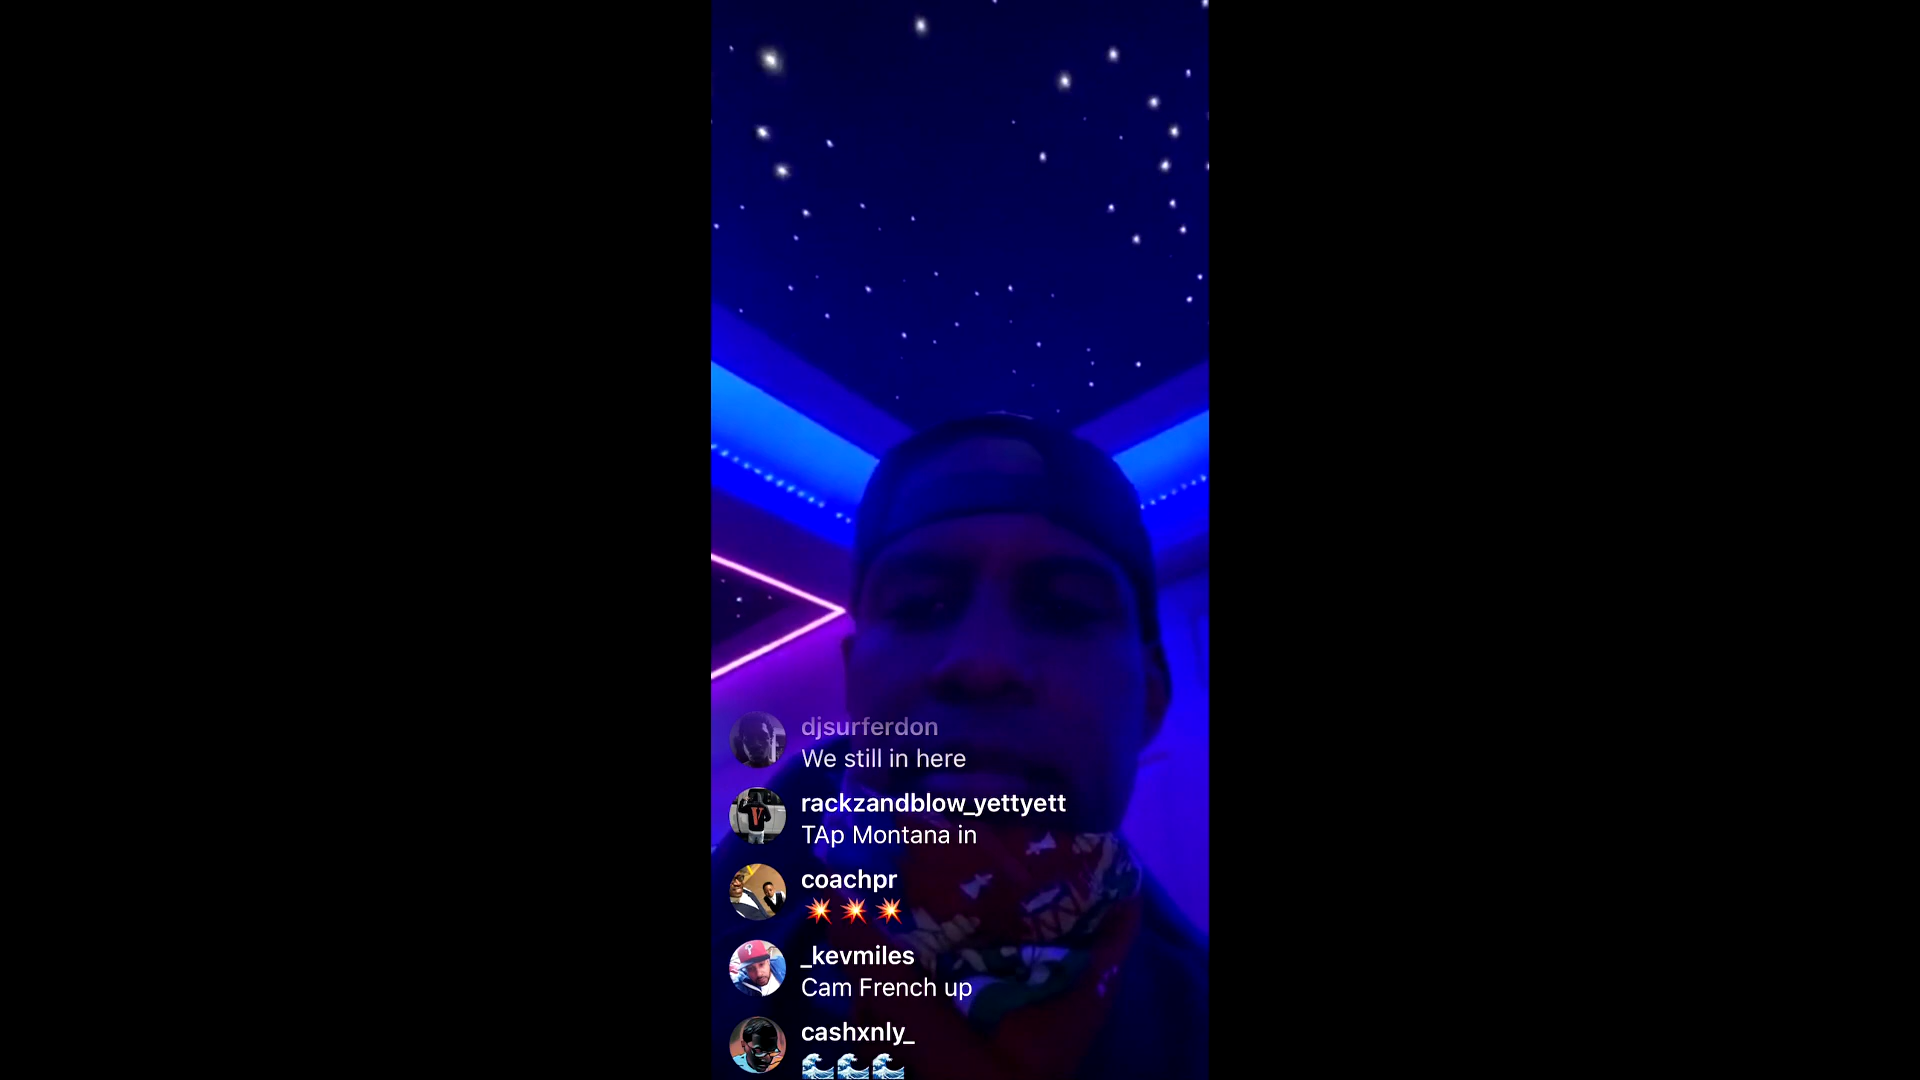 djsurferdon
We still in here
rackzandblow_yettyett
TAp Montana in
coachpr
💥💥💥
_kevmiles
Cam French up
cashxnly_
🌊🌊🌊